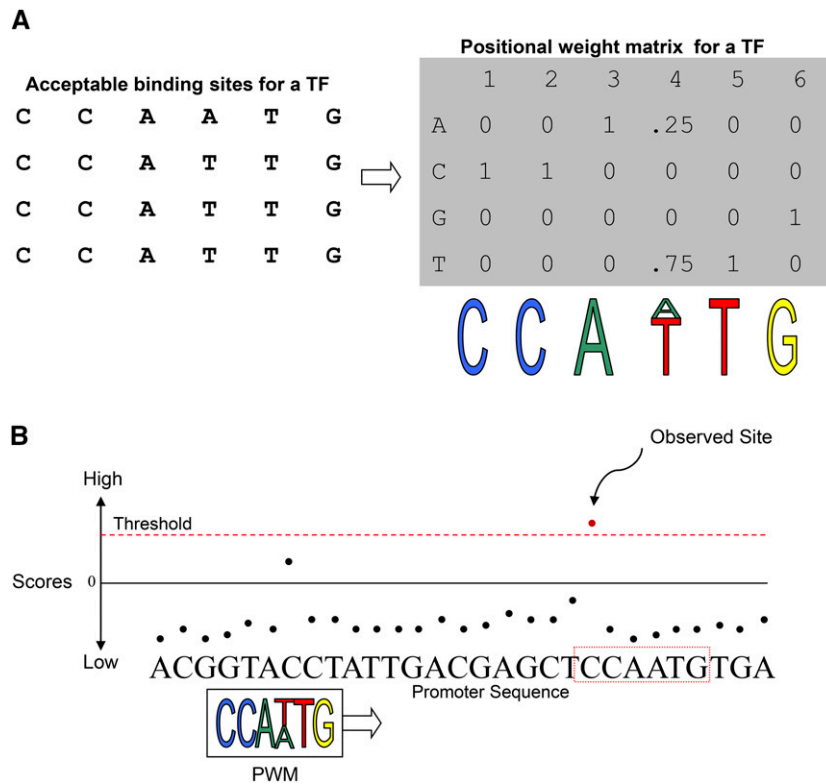 A
Acceptable binding sites for a TF
C C A A T G
C C A T T G
C C A T T G
C C A T T G
Positional weight matrix for a TF
1 2 3 4 5 6
A 0 0 1 .25 0 0
C 1 1 0 0 0 0
G 0 0 0 0 0 1
T 0 0 0 .75 1 0
C C A A T T G
B
Observed Site
High
Threshold
Scores 0
Low
ACGGTACCTATTGACGAGCTCCAATGTGA
Promoter Sequence
CCATATG
PWM